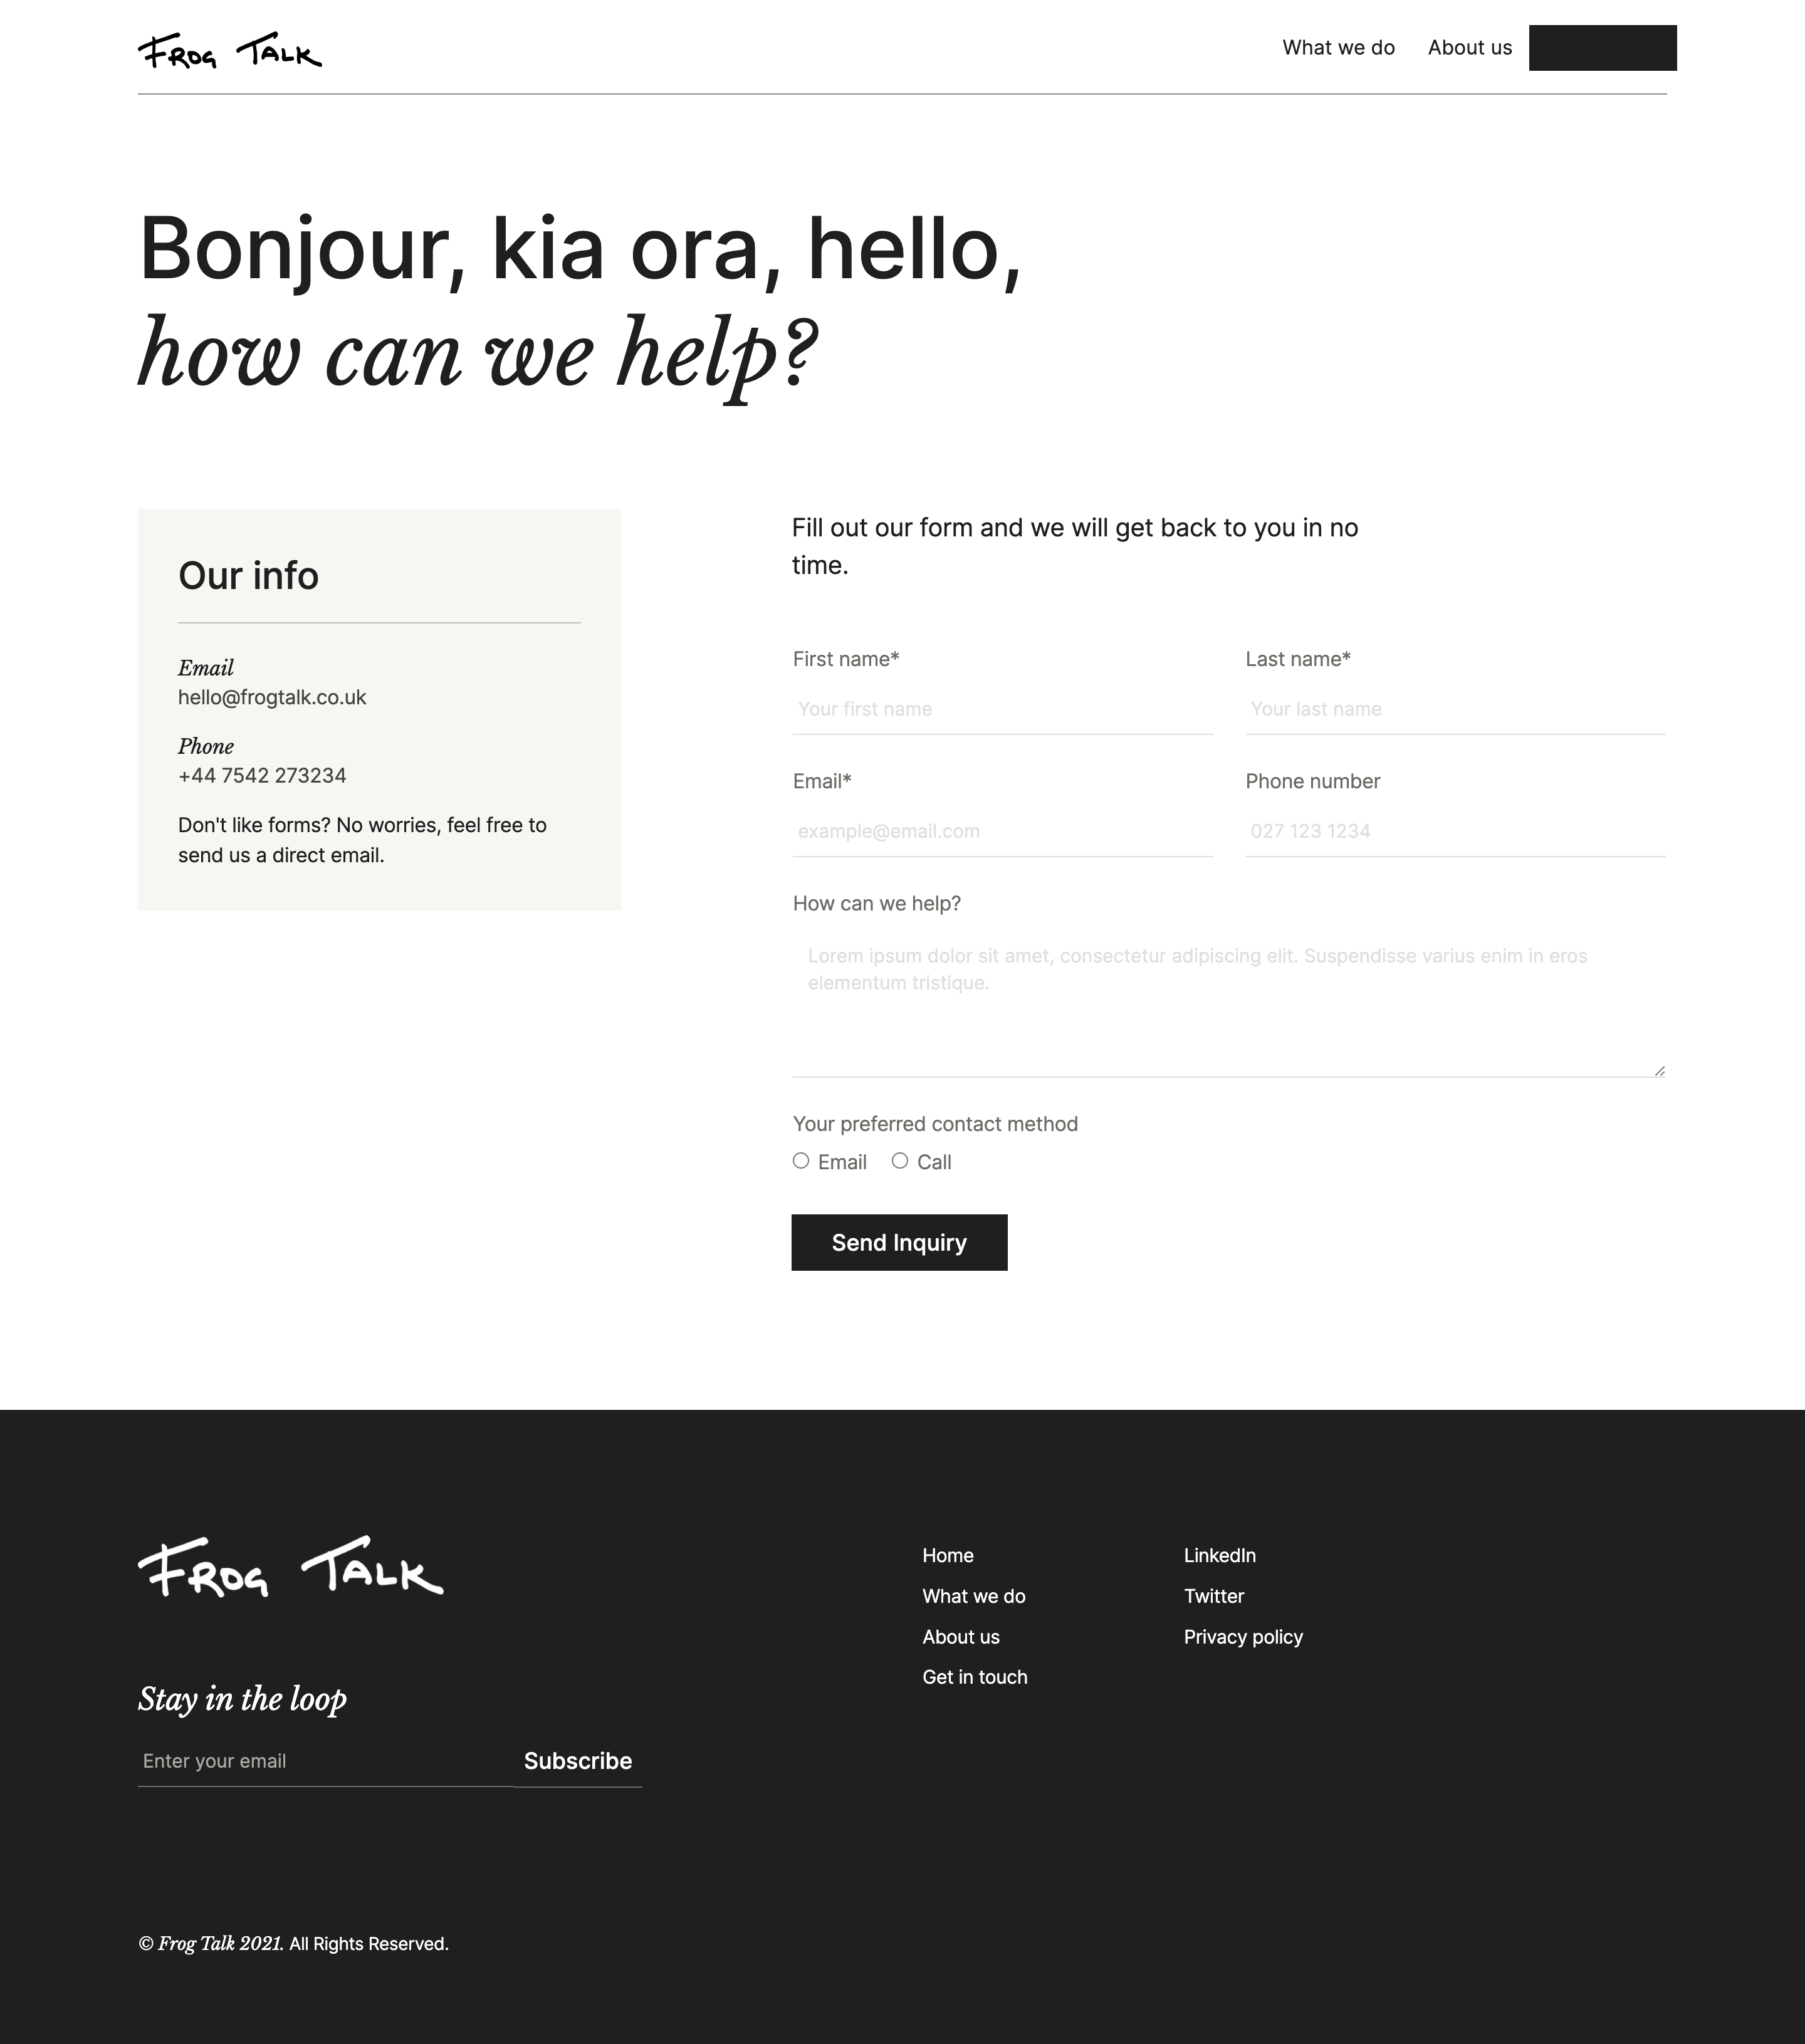 FROG TALK
What we do
About us
Bonjour, kia ora, hello,
how can we help?
Our info
Email
hello@frogtalk.co.uk
Phone
+44 7542 273234
Don't like forms? No worries, feel free to
send us a direct email.
Fill out our form and we will get back to you in no
time.
First name*
Last name*
Your first name
Your last name
Email*
Phone number
example@email.com
027 123 1234
How can we help?
Lorem ipsum dolor sit amet, consectetur adipiscing elit. Suspendisse varius enim in eros
elementum tristique.
Your preferred contact method
Email
Call
Send Inquiry
FROG TALK
Stay in the loop
Enter your email
Subscribe
Home
What we do
About us
Get in touch
LinkedIn
Twitter
Privacy policy
© Frog Talk 2021. All Rights Reserved.